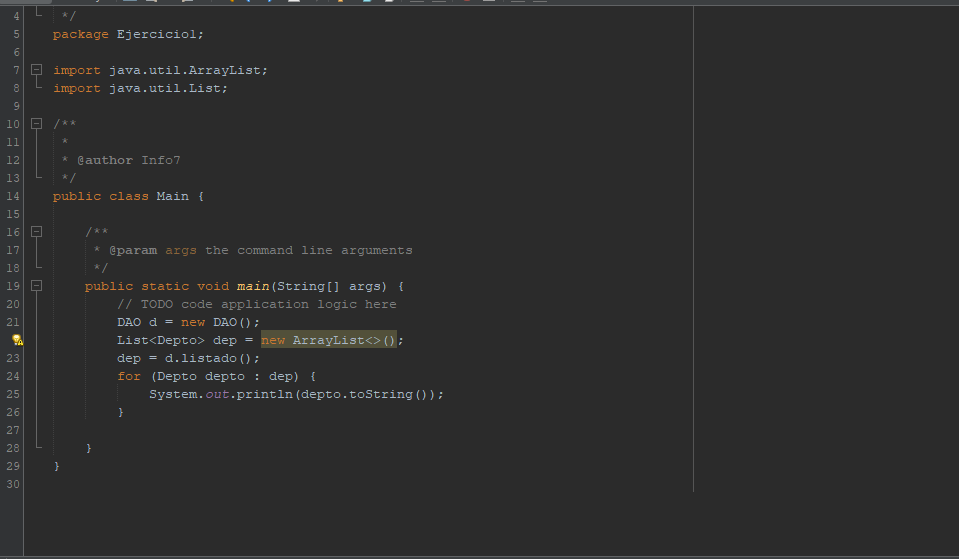 4 */
5 package Ejercicio1;
6
7 import java.util.ArrayList;
8 import java.util.List;
9
10 /**
11 *
12 * @author Info7
13 */
14 public class Main {
15
16 /**
17 * @param args the command line arguments
18 */
19 public static void main(String[] args) {
20 // TODO code application logic here
21 DAO d = new DAO();
List<Depto> dep = new ArrayList<>();
23 dep = d.listado();
24 for (Depto depto : dep) {
25 System.out.println(depto.toString());
26 }
27
28 }
29 }
30